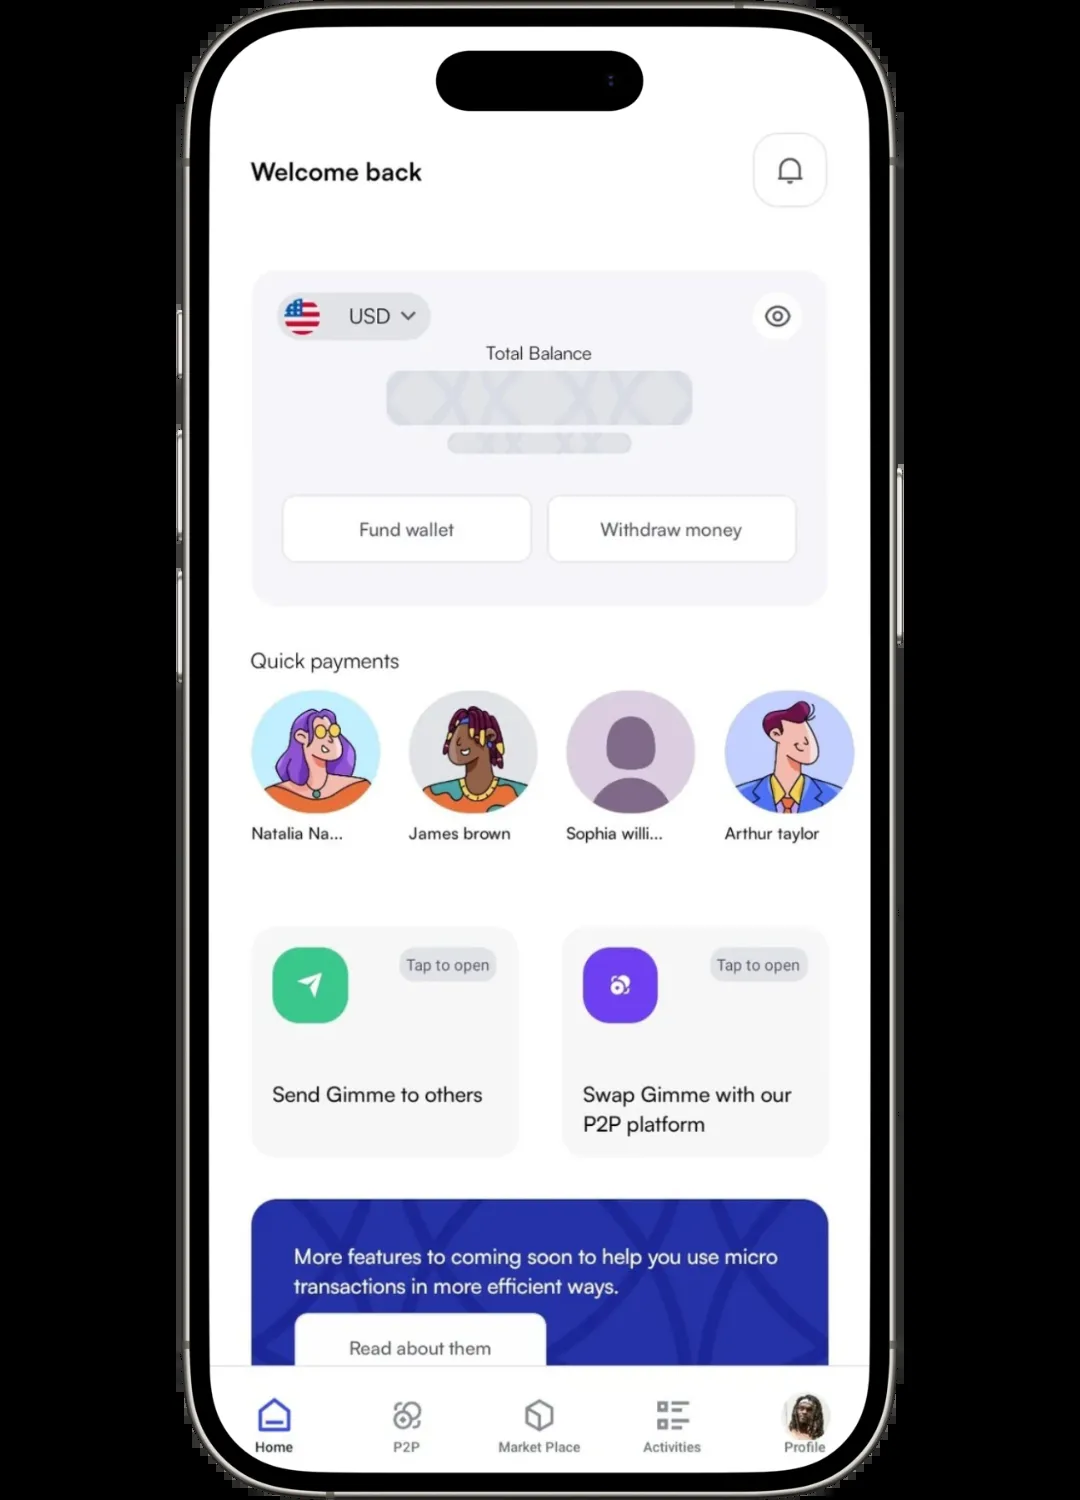 Welcome back
USD
Total Balance
Fund wallet
Withdraw money
Quick payments
Natalia Na...
James brown
Sophia willi...
Arthur taylor
Tap to open
Send Gimme to others
Tap to open
Swap Gimme with our
P2P platform
More features to coming soon to help you use micro
transactions in more efficient ways.
Read about them
Home
P2P
Market Place
Activities
Profile